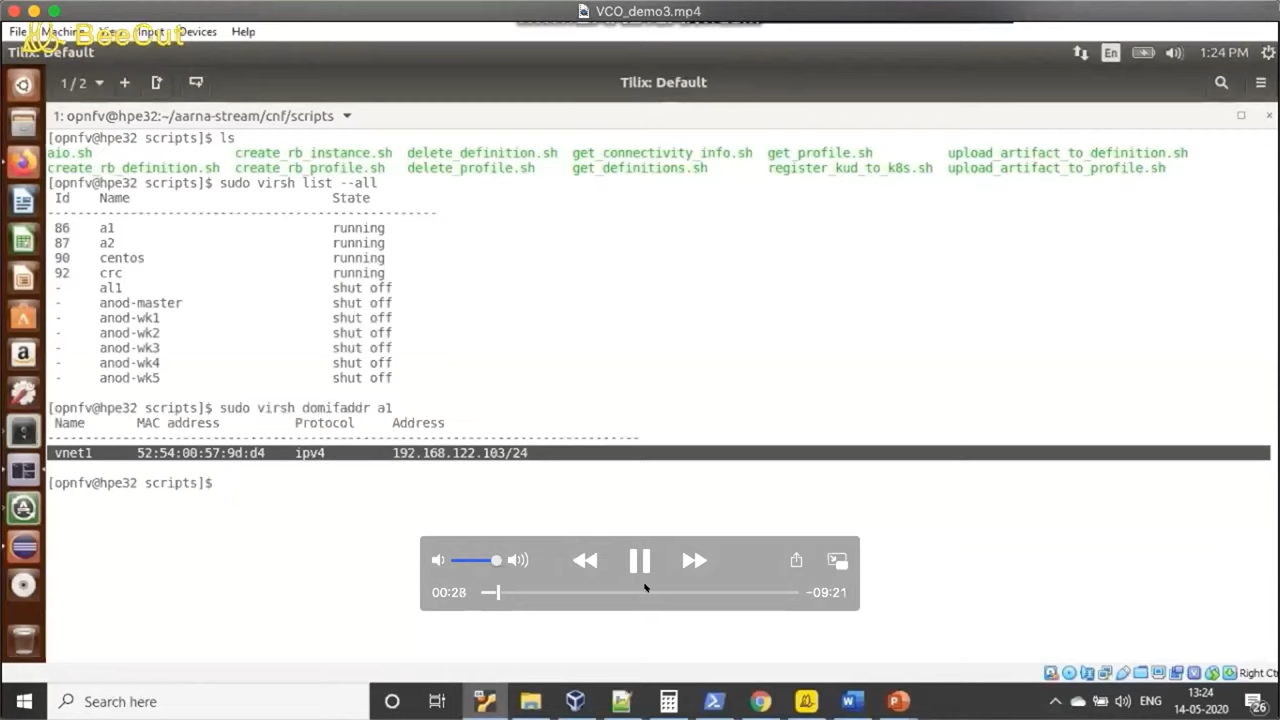 VCO_demo3.mp4
File Machine View Input Devices Help
BeeCut
Tilix: Default
En 1:24 PM
1 / 2 Tilix: Default
1: opnfv@hpe32:~/aarna-stream/cnf/scripts
[opnfv@hpe32 scripts]$ ls
aio.sh create_rb_instance.sh delete_definition.sh get_connectivity_info.sh get_profile.sh upload_artifact_to_definition.sh
create_rb_definition.sh create_rb_profile.sh delete_profile.sh get_definitions.sh register_kud_to_k8s.sh upload_artifact_to_profile.sh
[opnfv@hpe32 scripts]$ sudo virsh list --all
Id Name State
----------------------------------------------------
86 a1 running
87 a2 running
90 centos running
92 crc running
- al1 shut off
- anod-master shut off
- anod-wk1 shut off
- anod-wk2 shut off
- anod-wk3 shut off
- anod-wk4 shut off
- anod-wk5 shut off
[opnfv@hpe32 scripts]$ sudo virsh domifaddr a1
Name MAC address Protocol Address
-------------------------------------------------------------------------------
vnet1 52:54:00:57:9d:d4 ipv4 192.168.122.103/24
[opnfv@hpe32 scripts]$
00:28 -09:21
Right Ct
Search here
ENG
13:24
14-05-2020
26